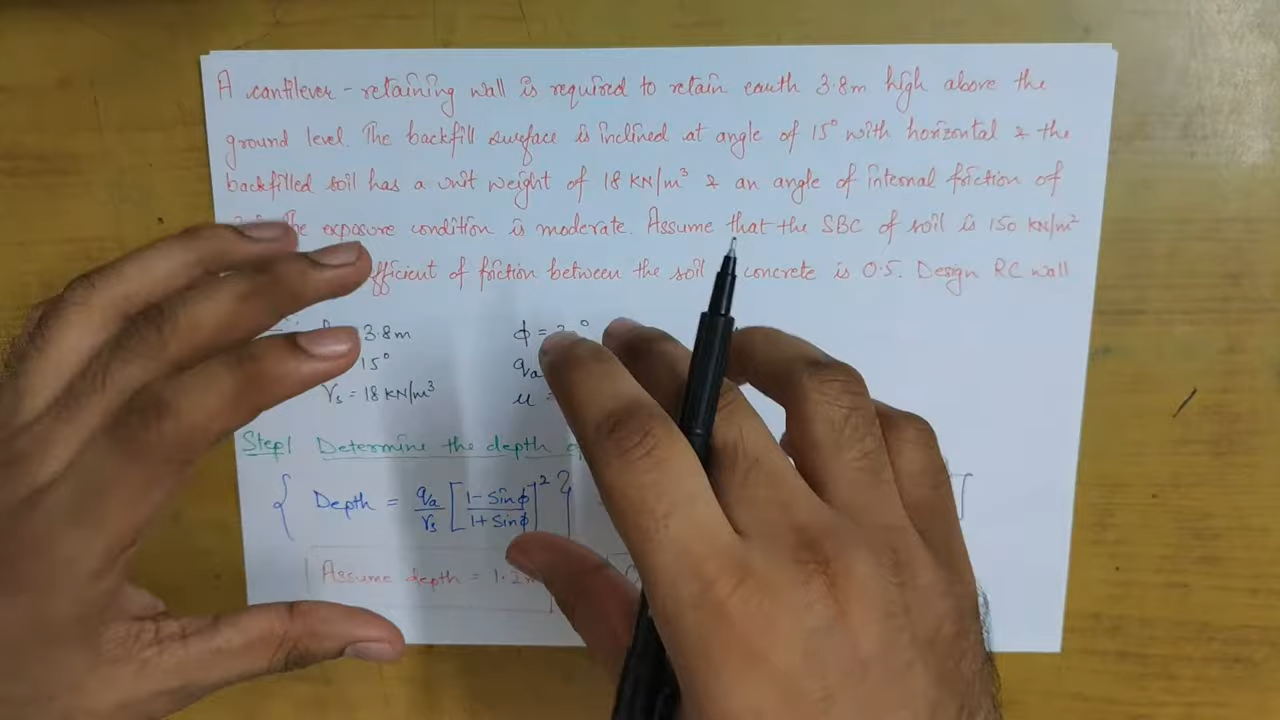 A cantilever - retaining wall is required to retain earth 3.8m high above the
ground level. The backfill surface is inclined at angle of 15° with horizontal & the
backfilled soil has a unit weight of 18 KN/m³ & an angle of internal friction of
The exposure condition is moderate. Assume that the SBC of soil is 150 KN/m²
fficient of friction between the soil concrete is 0.5. Design RC wall
3.8m ϕ = °
15° qa
γs = 18 KN/m³ μ =
Step1 Determine the depth
{ Depth = qa/γs [1 - Sinϕ / 1 + Sinϕ]² }
Assume depth = 1.2